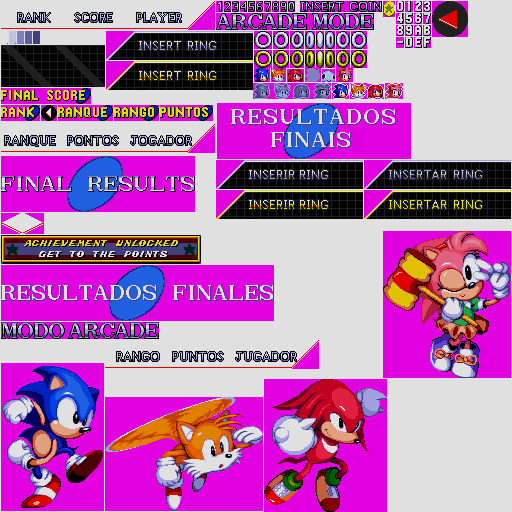 RANK SCORE PLAYER
1234567890 INSERT COIN
ARCADE MODE
0123
4567
89AB
-DEF
INSERT RING
INSERT RING
FINAL SCORE
RANK RANQUE RANGO PUNTOS
RANQUE PONTOS JOGADOR
RESULTADOS
FINAIS
FINAL RESULTS
INSERIR RING
INSERTAR RING
INSERIR RING
INSERTAR RING
ACHIEVEMENT UNLOCKED
GET TO THE POINTS
RESULTADOS FINALES
MODO ARCADE
RANGO PUNTOS JUGADOR